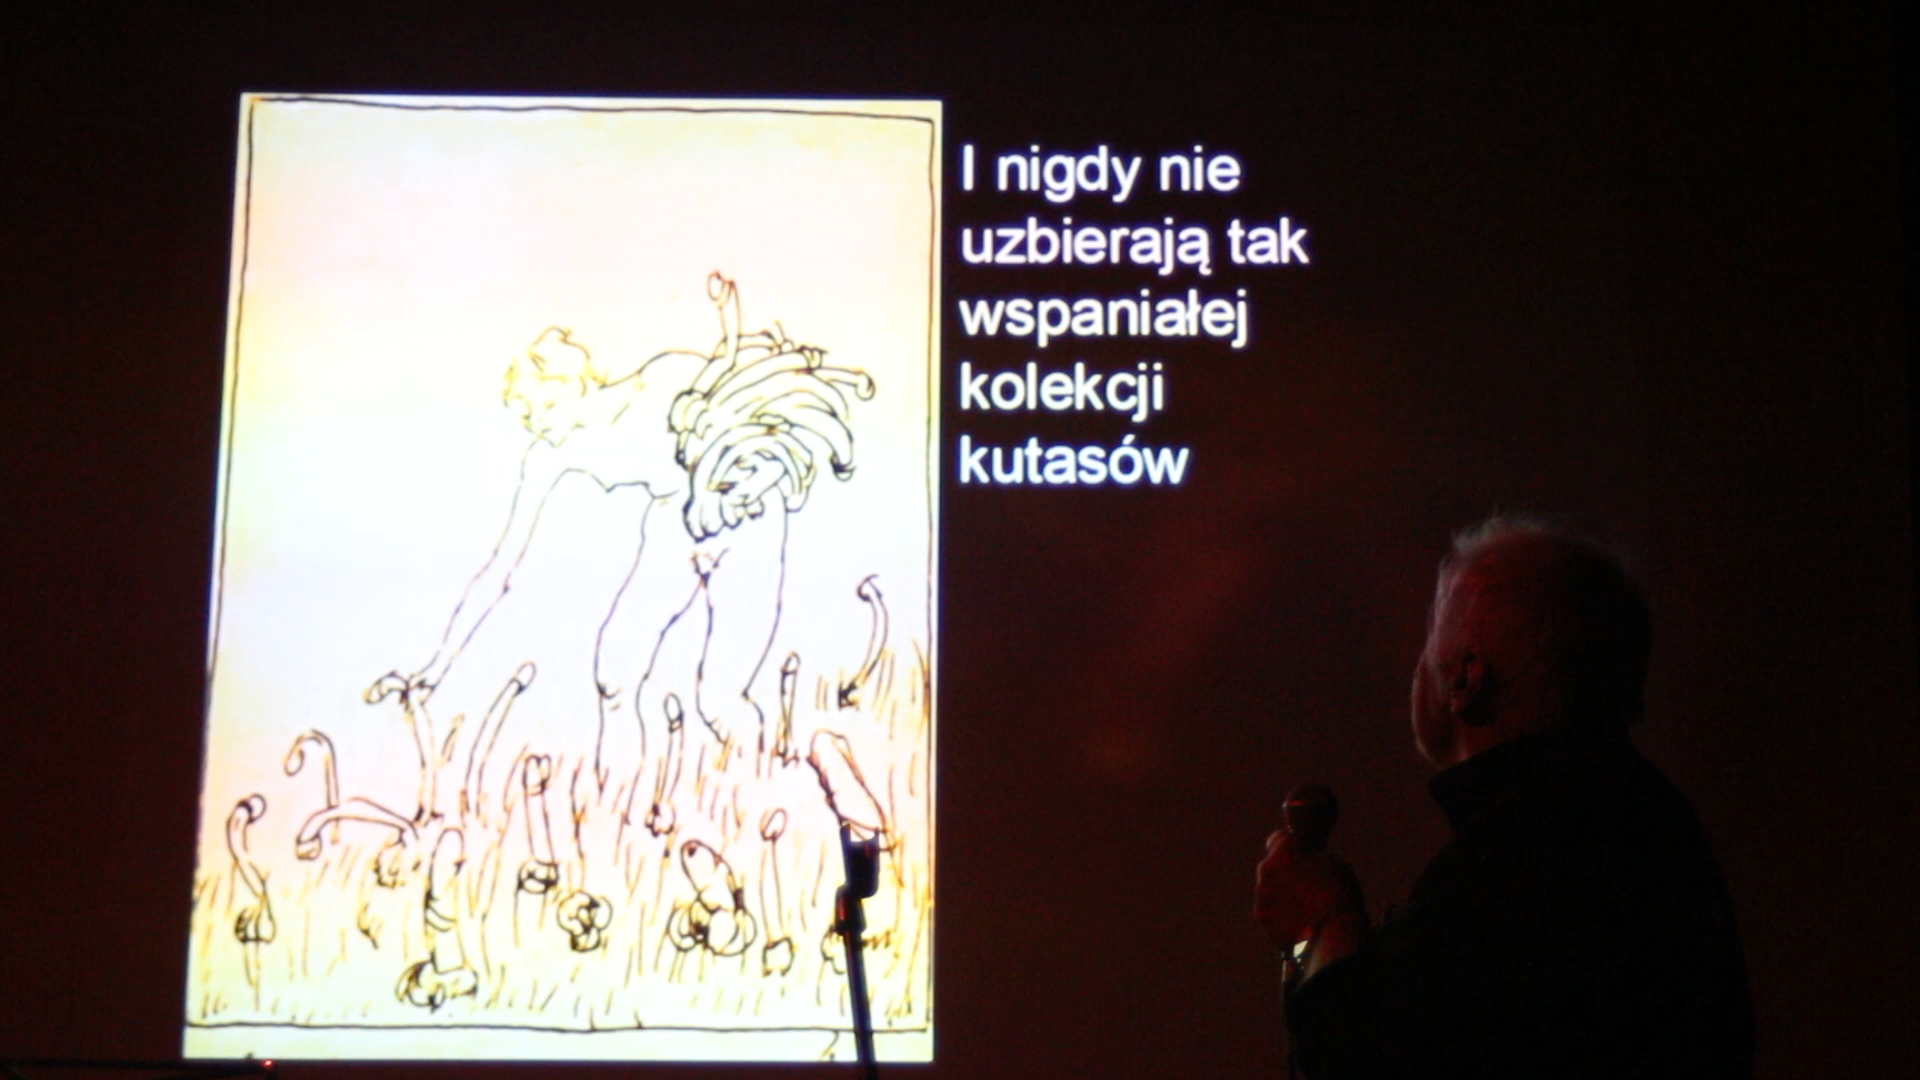 I nigdy nie
uzbierają tak
wspaniałej
kolekcji
kutasów